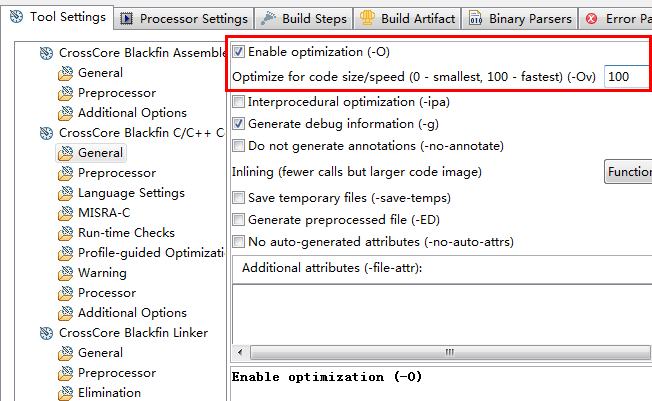 Tool Settings
Processor Settings
Build Steps
Build Artifact
Binary Parsers
Error Pa
CrossCore Blackfin Assemble
General
Preprocessor
Additional Options
CrossCore Blackfin C/C++ Co
General
Preprocessor
Language Settings
MISRA-C
Run-time Checks
Profile-guided Optimizati
Warning
Processor
Additional Options
CrossCore Blackfin Linker
General
Preprocessor
Elimination
Enable optimization (-O)
Optimize for code size/speed (0 - smallest, 100 - fastest) (-Ov) 100
Interprocedural optimization (-ipa)
Generate debug information (-g)
Do not generate annotations (-no-annotate)
Inlining (fewer calls but larger code image) Function
Save temporary files (-save-temps)
Generate preprocessed file (-ED)
No auto-generated attributes (-no-auto-attrs)
Additional attributes (-file-attr):
Enable optimization (-O)